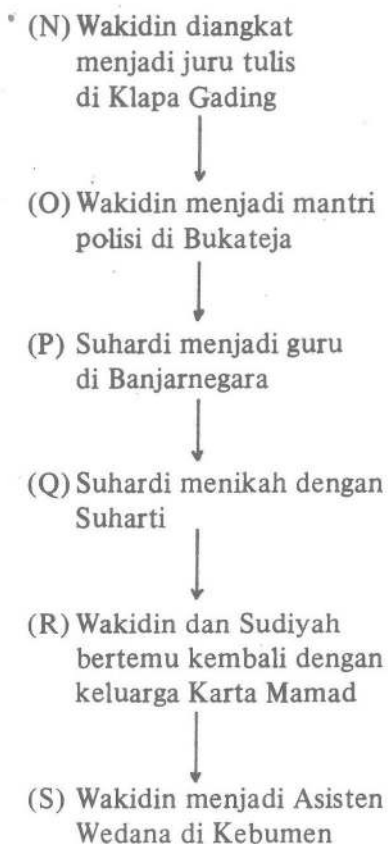 (N) Wakidin diangkat
menjadi juru tulis
di Klapa Gading
(O) Wakidin menjadi mantri
polisi di Bukateja
(P) Suhardi menjadi guru
di Banjarnegara
(Q) Suhardi menikah dengan
Suharti
(R) Wakidin dan Sudiyah
bertemu kembali dengan
keluarga Karta Mamad
(S) Wakidin menjadi Asisten
Wedana di Kebumen